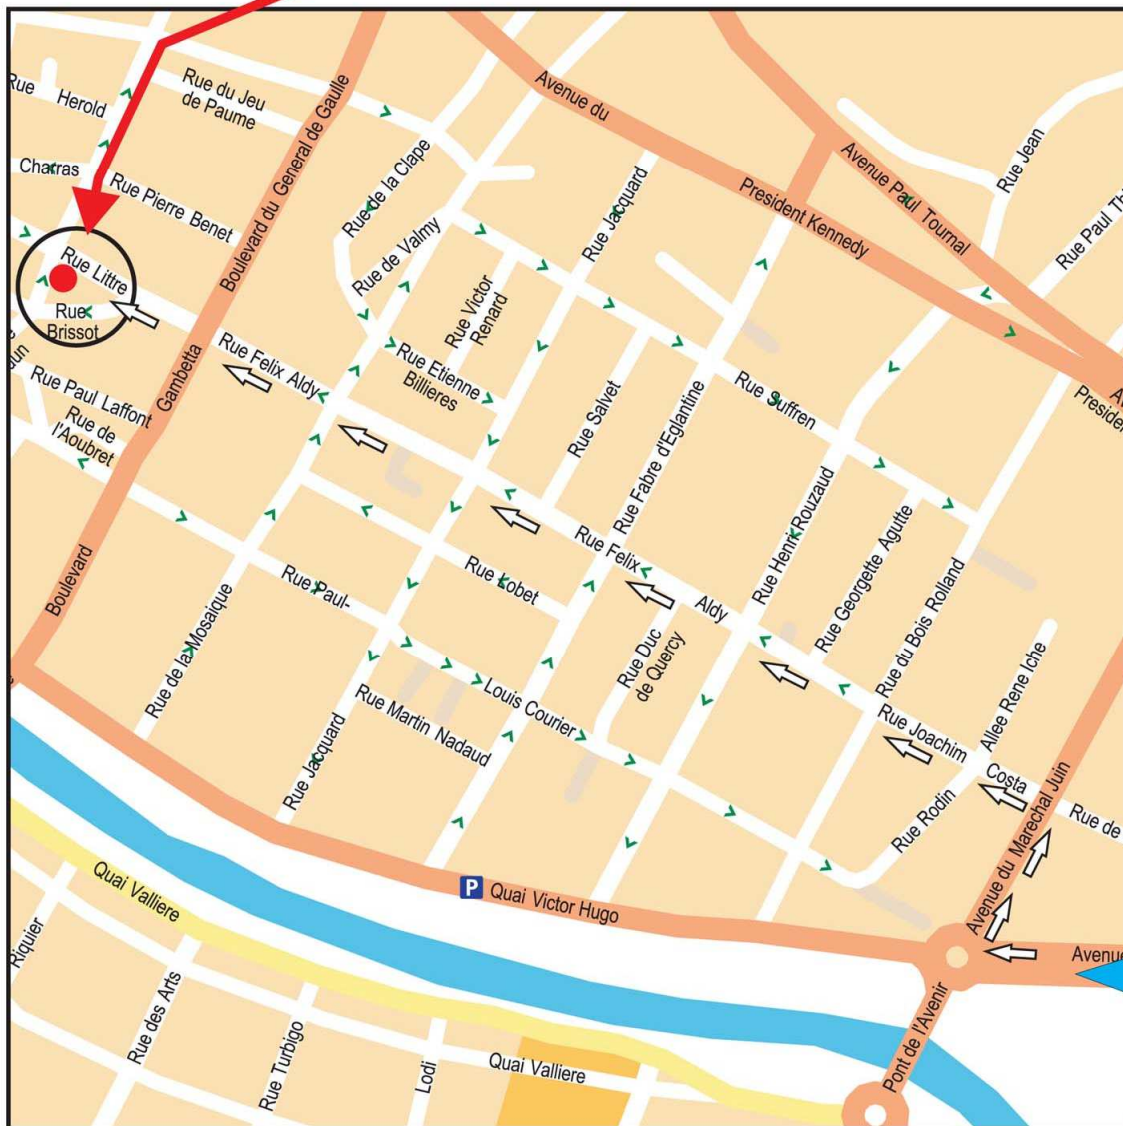 Rue
Herold
Rue du Jeu
de Paume
Charras
Rue Pierre Benet
Boulevard du General de Gaulle
Avenue du
President Kennedy
Avenue Paul Tournal
Rue Jean
Rue Paul Th
Rue de la Clape
Rue de Valmy
Rue Jacquard
Rue Victor
Renard
Rue Littre
Rue
Brissot
Rue Felix Aldy
Rue Etienne
Billieres
Rue Salvet
Rue Fabre d'Eglantine
Rue Suffren
President
Rue Paul Laffont
Rue de
l'Aoubret
Gambetta
Boulevard
Rue Felix
Aldy
Rue Henri Rouzaud
Rue Georgette Agutte
Rue du Bois Rolland
Rue Lobet
Rue Paul-
Louis Courier
Rue de la Mosaique
Rue Duc
de Quercy
Rue Martin Nadaud
Rue Jacquard
Rue Joachim
Costa
Allee Rene Iche
Rue Rodin
Avenue du Marechal Juin
Rue de
P
Quai Victor Hugo
Avenue
Pont de l'Avenir
Quai Valliere
Riquier
Rue des Arts
Rue Turbigo
Lodi
Quai Valliere